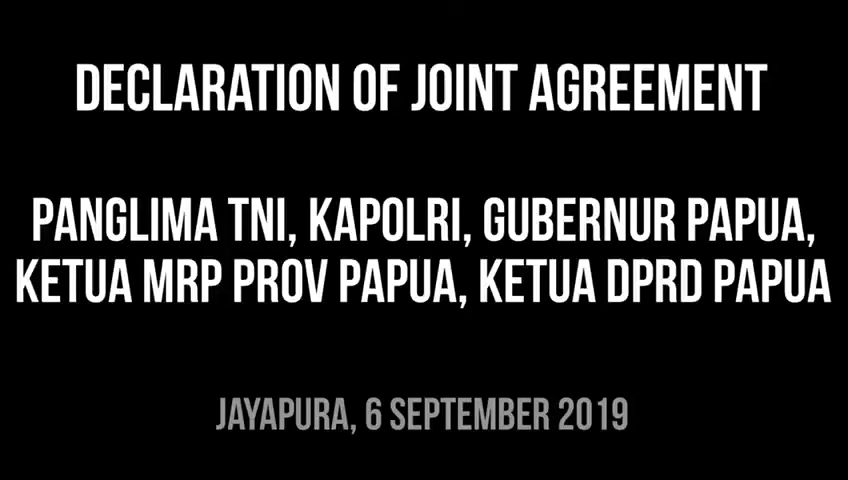 DECLARATION OF JOINT AGREEMENT
PANGLIMA TNI, KAPOLRI, GUBERNUR PAPUA,
KETUA MRP PROV PAPUA, KETUA DPRD PAPUA
JAYAPURA, 6 SEPTEMBER 2019